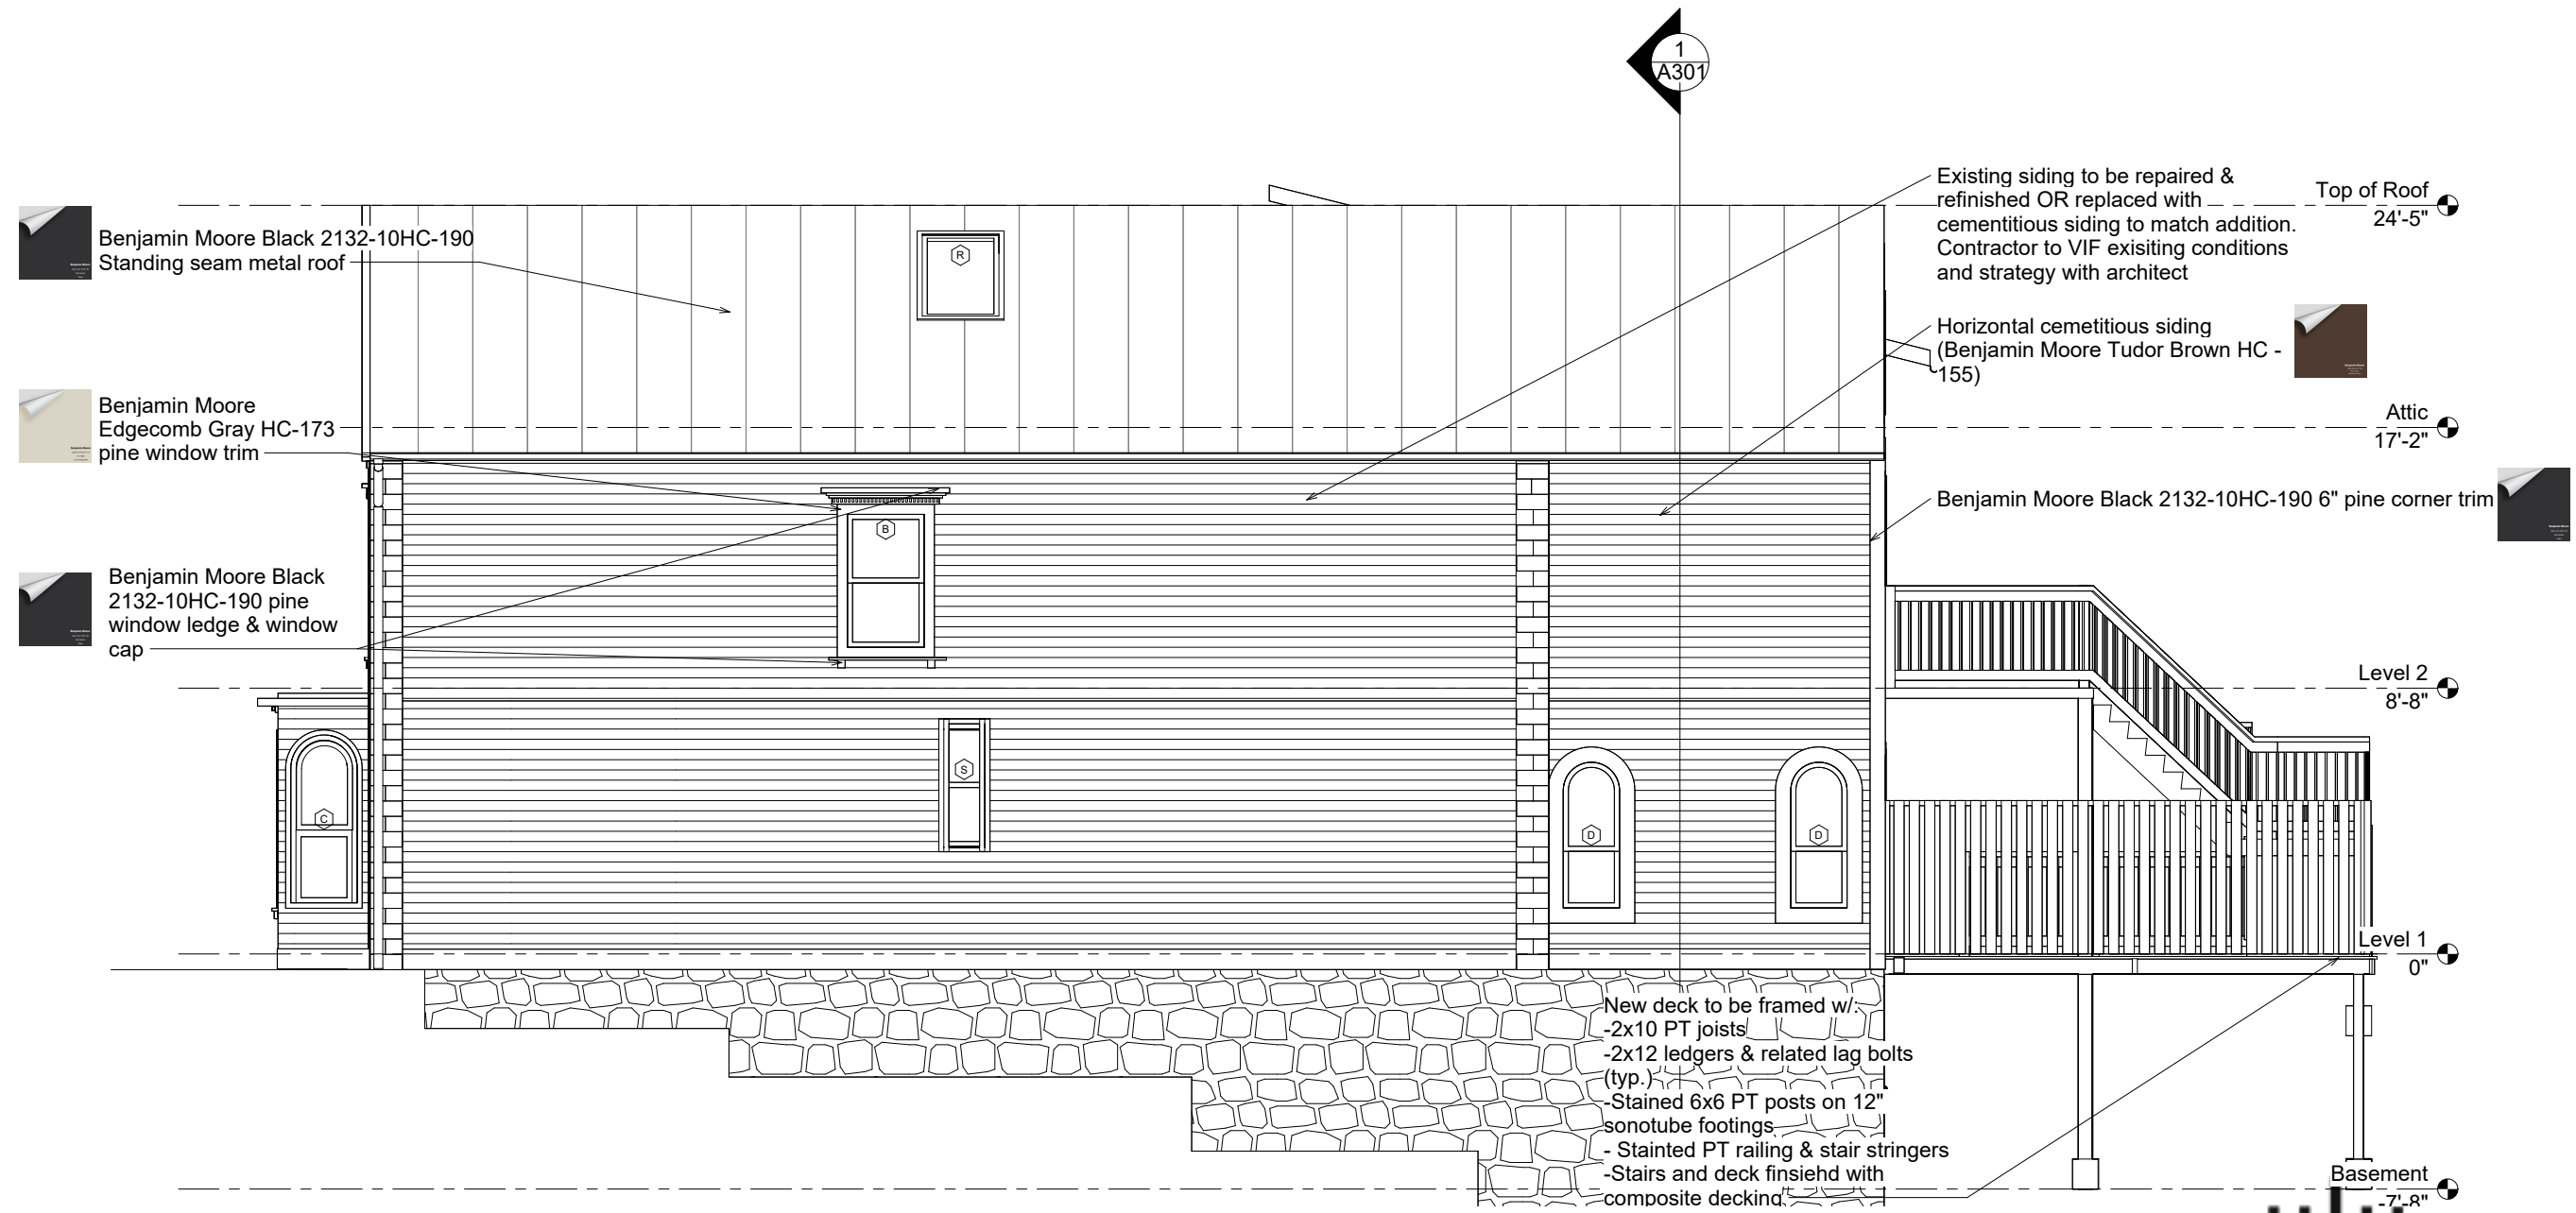 1
A301
Existing siding to be repaired &
refinished OR replaced with
cementitious siding to match addition.
Contractor to VIF exisiting conditions
and strategy with architect
Top of Roof
24'-5"
Benjamin Moore Black 2132-10HC-190
Standing seam metal roof
R
Horizontal cemetitious siding
(Benjamin Moore Tudor Brown HC -
155)
Benjamin Moore
Edgecomb Gray HC-173
pine window trim
Attic
17'-2"
Benjamin Moore Black 2132-10HC-190 6" pine corner trim
B
Benjamin Moore Black
2132-10HC-190 pine
window ledge & window
cap
Level 2
8'-8"
S
C
D
D
Level 1
0"
New deck to be framed w/:
-2x10 PT joists
-2x12 ledgers & related lag bolts
(typ.)
-Stained 6x6 PT posts on 12"
sonotube footings
- Stainted PT railing & stair stringers
-Stairs and deck finsiehd with
composite decking
Basement
-7'-8"